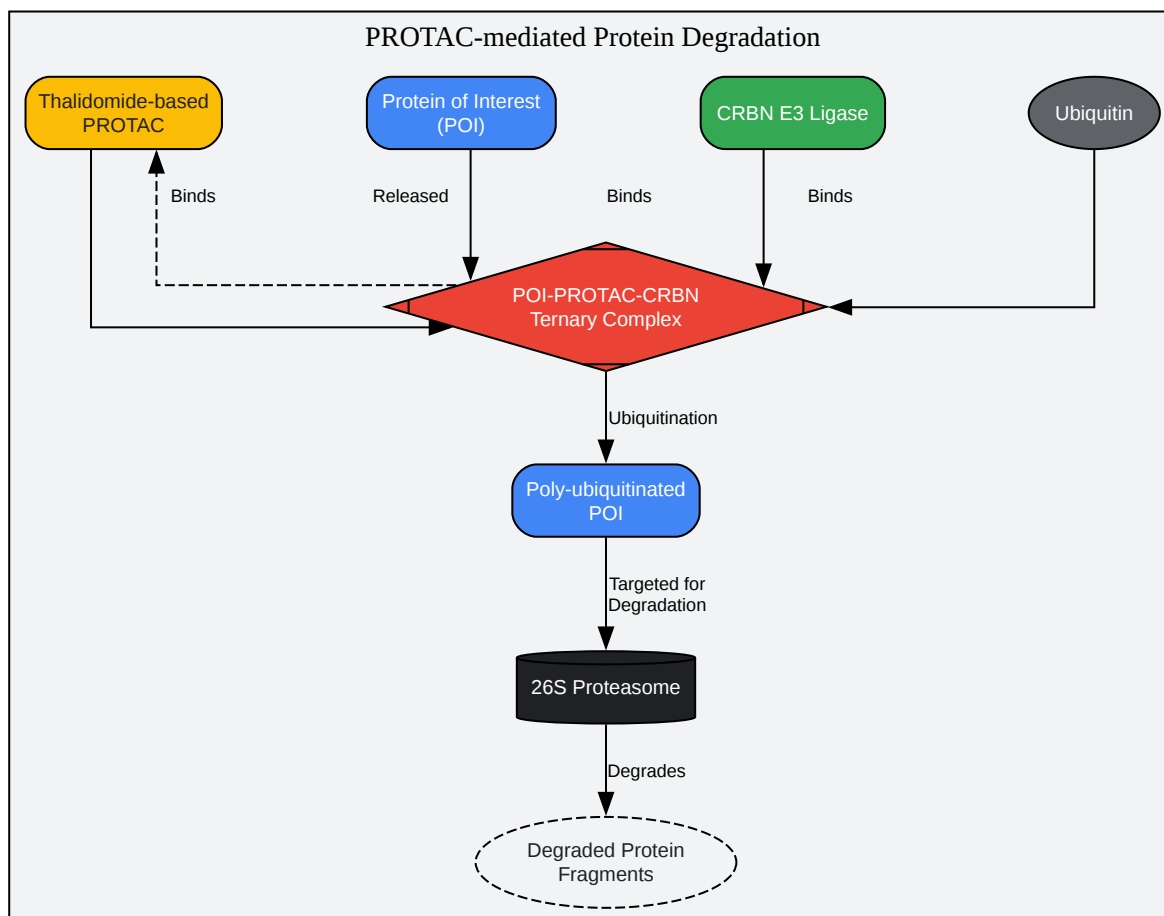 PROTAC-mediated Protein Degradation
Thalidomide-based
PROTAC
Protein of Interest
(POI)
CRBN E3 Ligase
Ubiquitin
Binds
Released
Binds
Binds
POI-PROTAC-CRBN
Ternary Complex
Ubiquitination
Poly-ubiquitinated
POI
Targeted for
Degradation
26S Proteasome
Degrades
Degraded Protein
Fragments